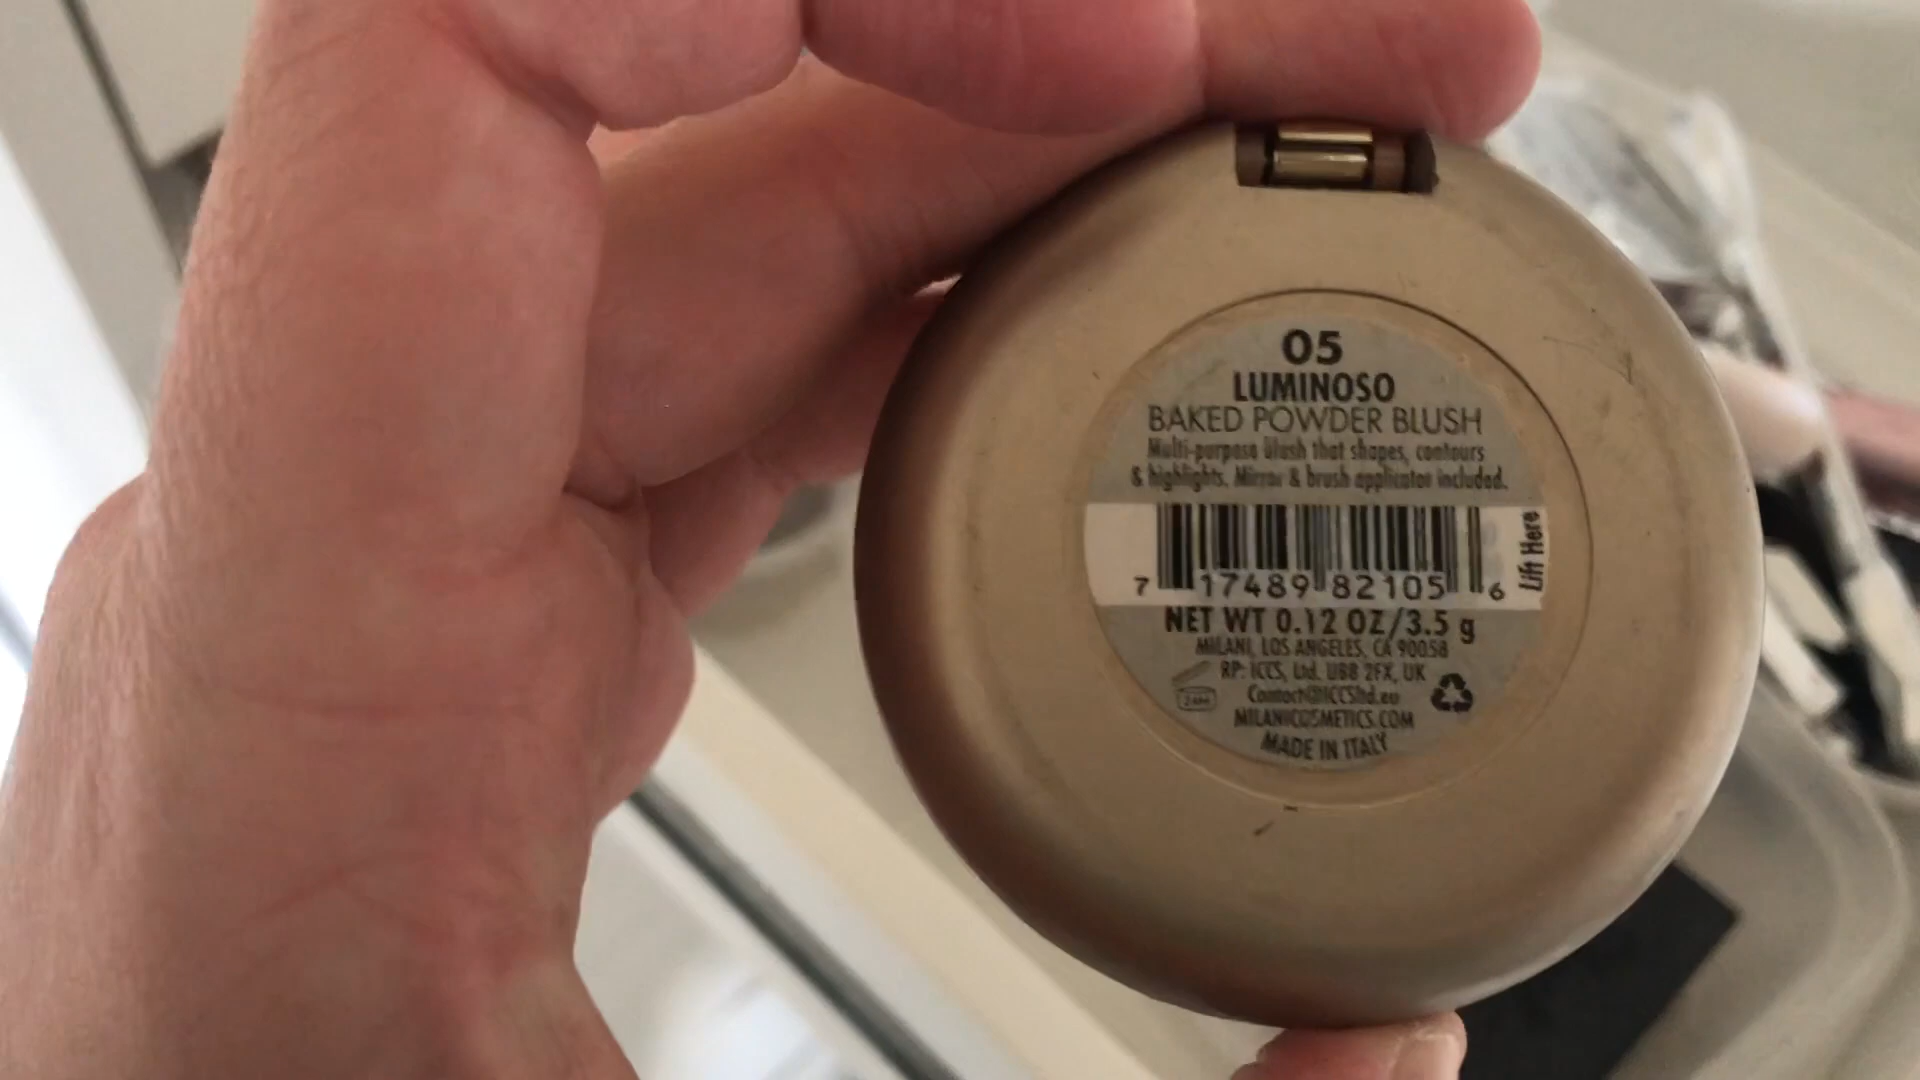 05
LUMINOSO
BAKED POWDER BLUSH
Multi-purpose blush that shapes, contours
& highlights. Mirror & brush applicator included.
Lift Here
7 17489 82105 6
NET WT 0.12 OZ/3.5 g
MILANI, LOS ANGELES, CA 90058
RP: ICCS, Ltd. UB8 2FX, UK
Contact@ICCSltd.eu
MILANICOSMETICS.COM
MADE IN ITALY